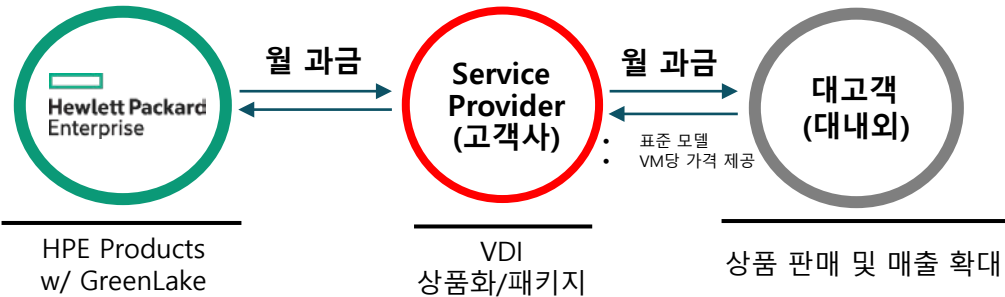 Hewlett Packard
Enterprise
월 과금
Service
Provider
(고객사)
월 과금
• 표준 모델
• VM당 가격 제공
대고객
(대내외)
HPE Products
w/ GreenLake
VDI
상품화/패키지
상품 판매 및 매출 확대